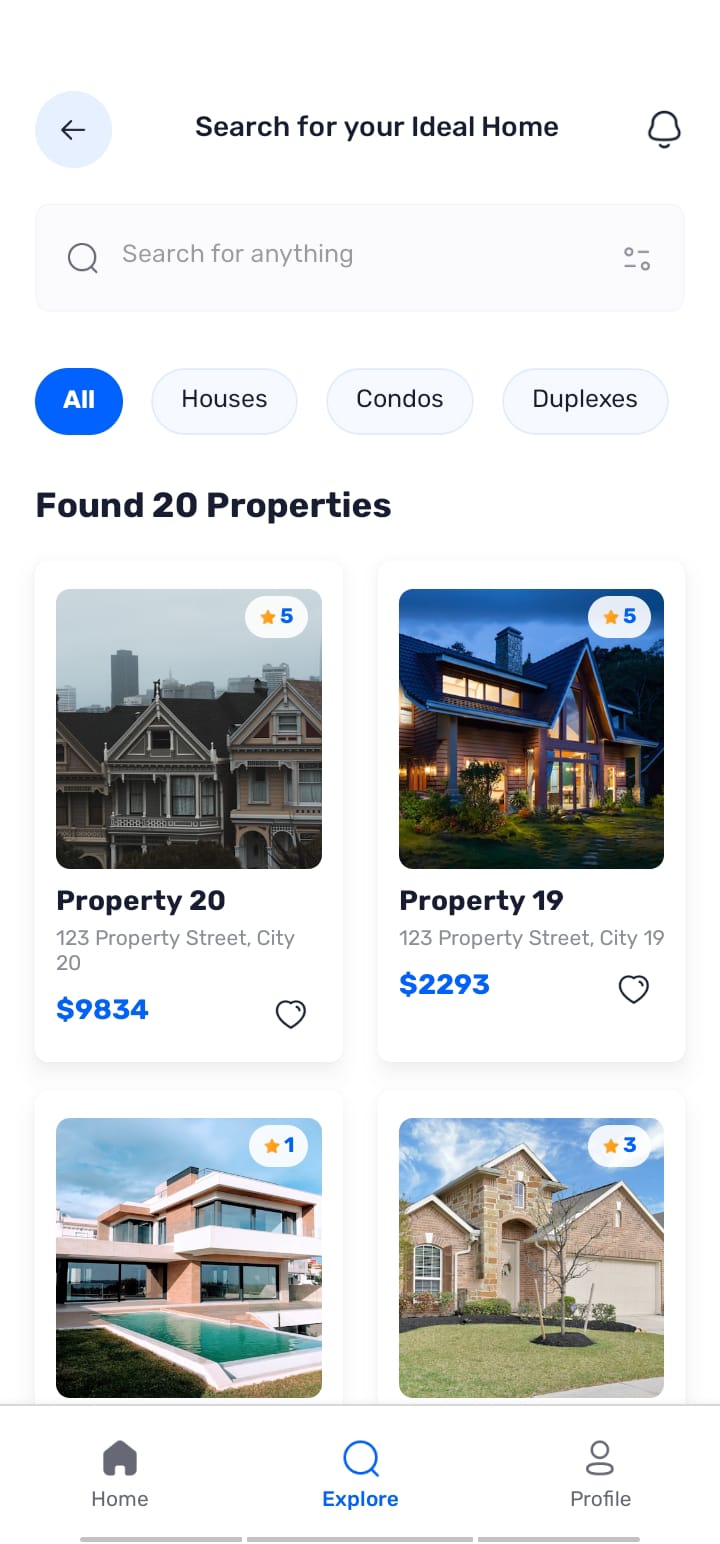 Search for your Ideal Home
Search for anything
All Houses Condos Duplexes
Found 20 Properties
5
Property 20
123 Property Street, City
20
$9834
5
Property 19
123 Property Street, City 19
$2293
1
3
Home Explore Profile